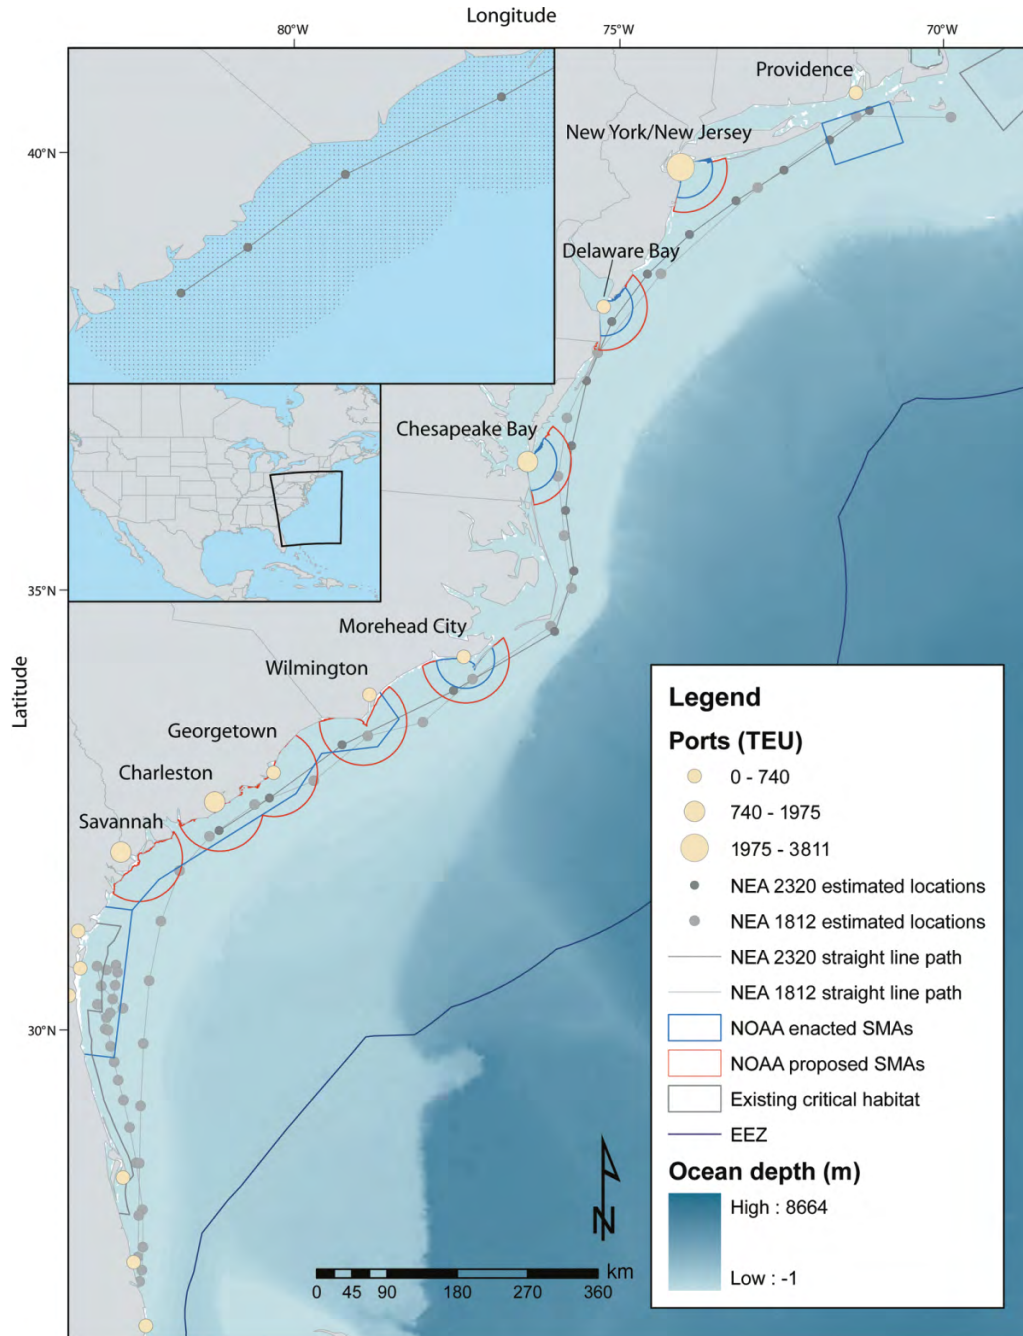 Longitude
80°W
75°W
70°W
Providence
New York/New Jersey
40°N
Delaware Bay
Chesapeake Bay
35°N
Morehead City
Wilmington
Latitude
Georgetown
Charleston
Savannah
30°N
N
km
0 45 90 180 270 360
Legend
Ports (TEU)
0 - 740
740 - 1975
1975 - 3811
NEA 2320 estimated locations
NEA 1812 estimated locations
NEA 2320 straight line path
NEA 1812 straight line path
NOAA enacted SMAs
NOAA proposed SMAs
Existing critical habitat
EEZ
Ocean depth (m)
High : 8664
Low : -1